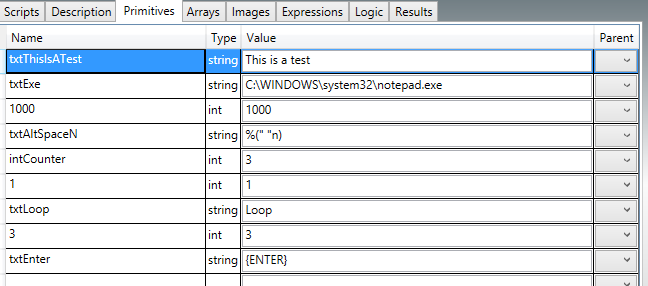 Scripts Description Primitives Arrays Images Expressions Logic Results
Name Type Value Parent
txtThisIsATest string This is a test
txtExe string C:\WINDOWS\system32\notepad.exe
1000 int 1000
txtAltSpaceN string %(" "n)
intCounter int 3
1 int 1
txtLoop string Loop
3 int 3
txtEnter string {ENTER}